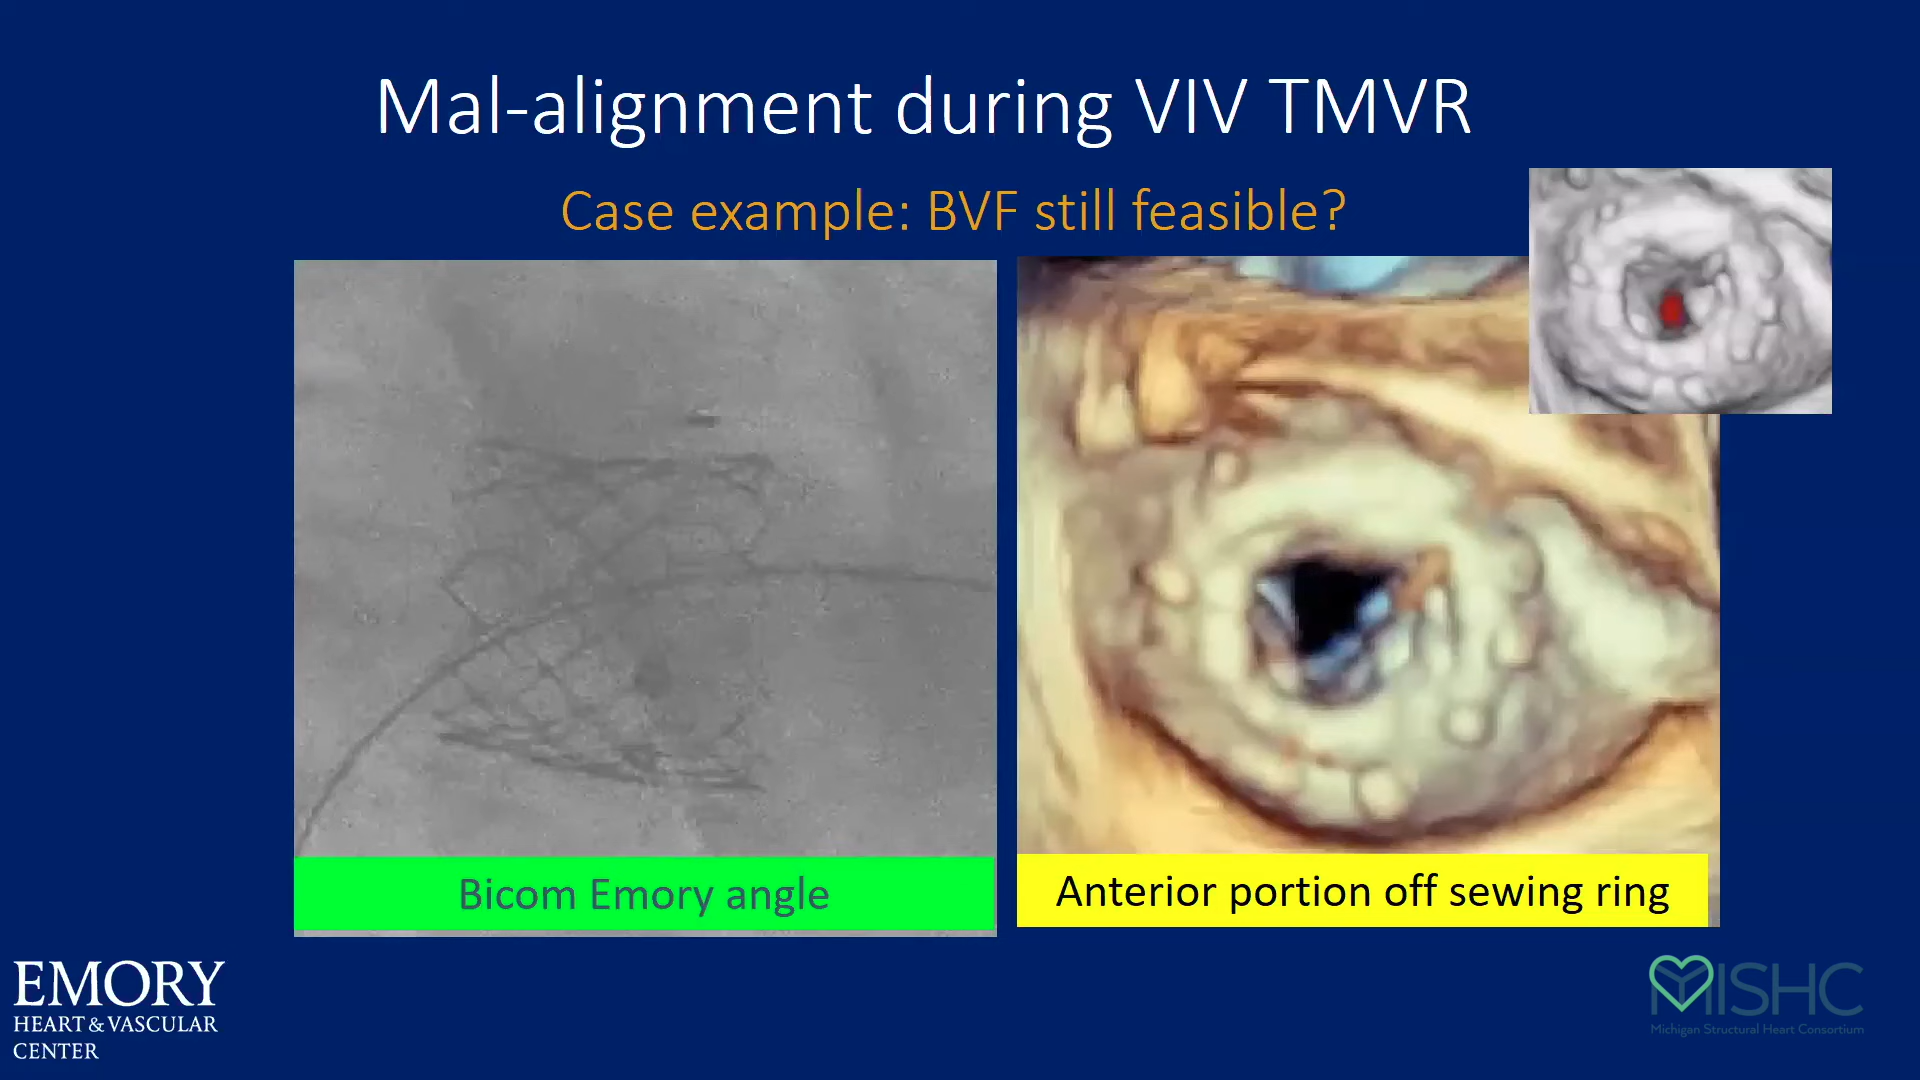 Mal-alignment during VIV TMVR
Case example: BVF still feasible?
Bicom Emory angle
Anterior portion off sewing ring
EMORY
HEART & VASCULAR
CENTER
MISHC
Michigan Structural Heart Consortium